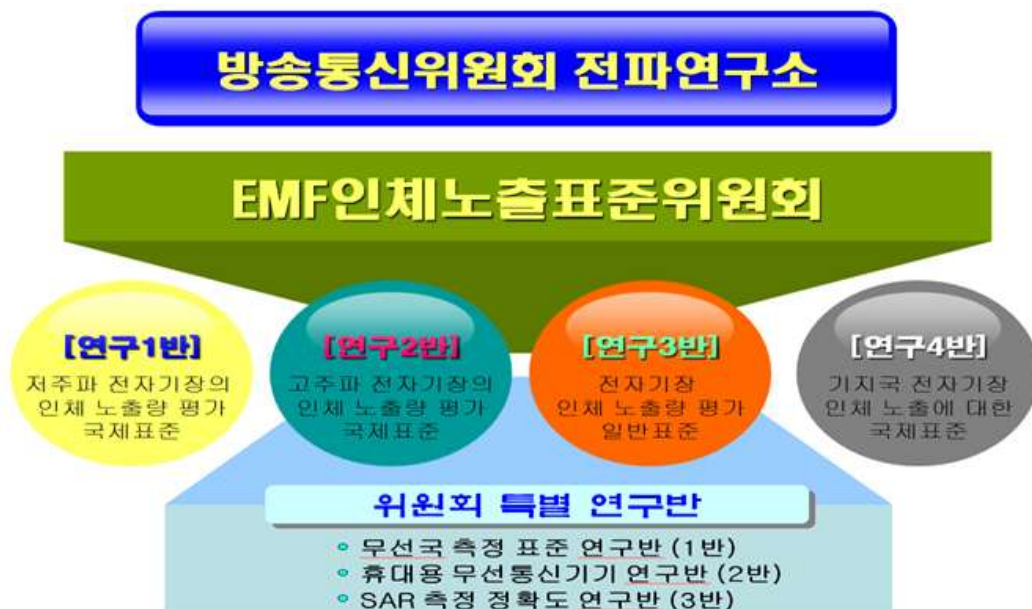 방송통신위원회 전파연구소
EMF인체노출표준위원회
[연구1반]
저주파 전자기장의
인체 노출량 평가
국제표준
[연구2반]
고주파 전자기장의
인체 노출량 평가
국제표준
[연구3반]
전자기장
인체 노출량 평가
일반표준
[연구4반]
기지국 전자기장
인체 노출에 대한
국제표준
위원회 특별 연구반
• 무선국 측정 표준 연구반 (1반)
• 휴대용 무선통신기기 연구반 (2반)
• SAR 측정 정확도 연구반 (3반)